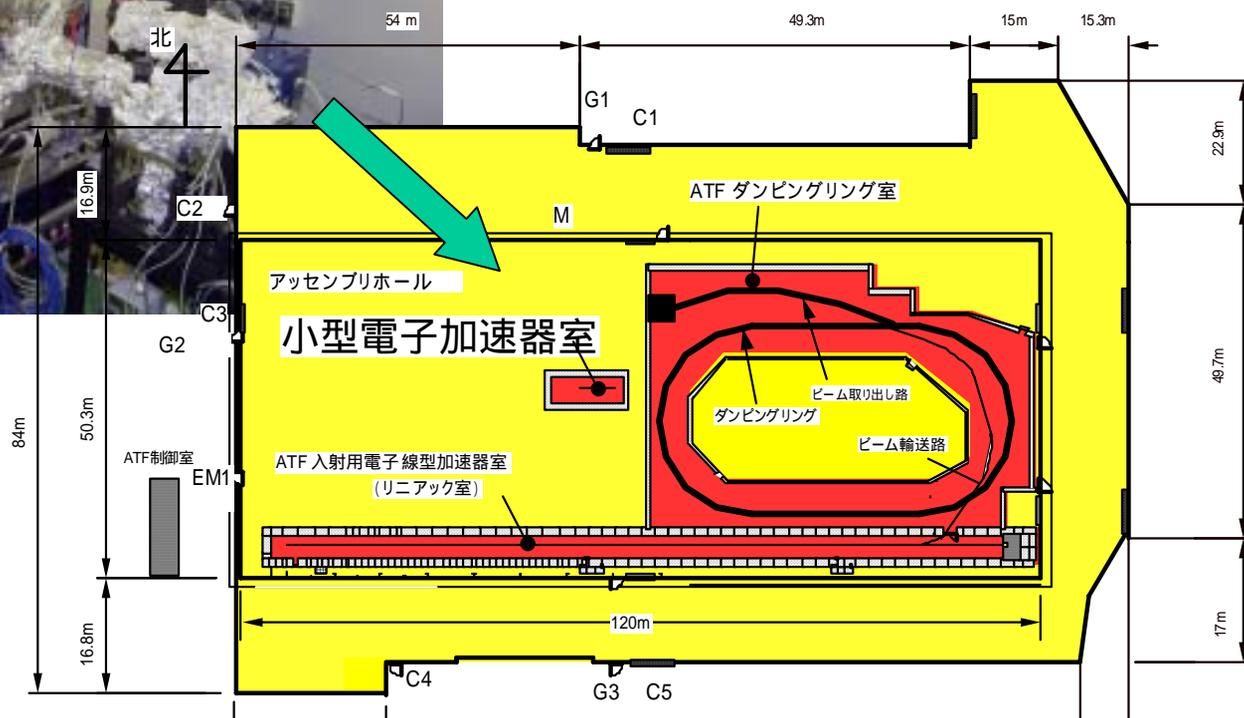 54 m
49.3m
15m
15.3m
北
G1
C1
22.9m
16.9m
C2
M
ATF ダンピングリング室
アッセンブリホール
C3
小型電子加速器室
G2
49.7m
ビーム取り出し路
ダンピングリング
ビーム輸送路
84m
50.3m
ATF制御室
EM1
ATF 入射用電子線型加速器室
(リニアック室)
16.8m
120m
17m
C4
G3
C5